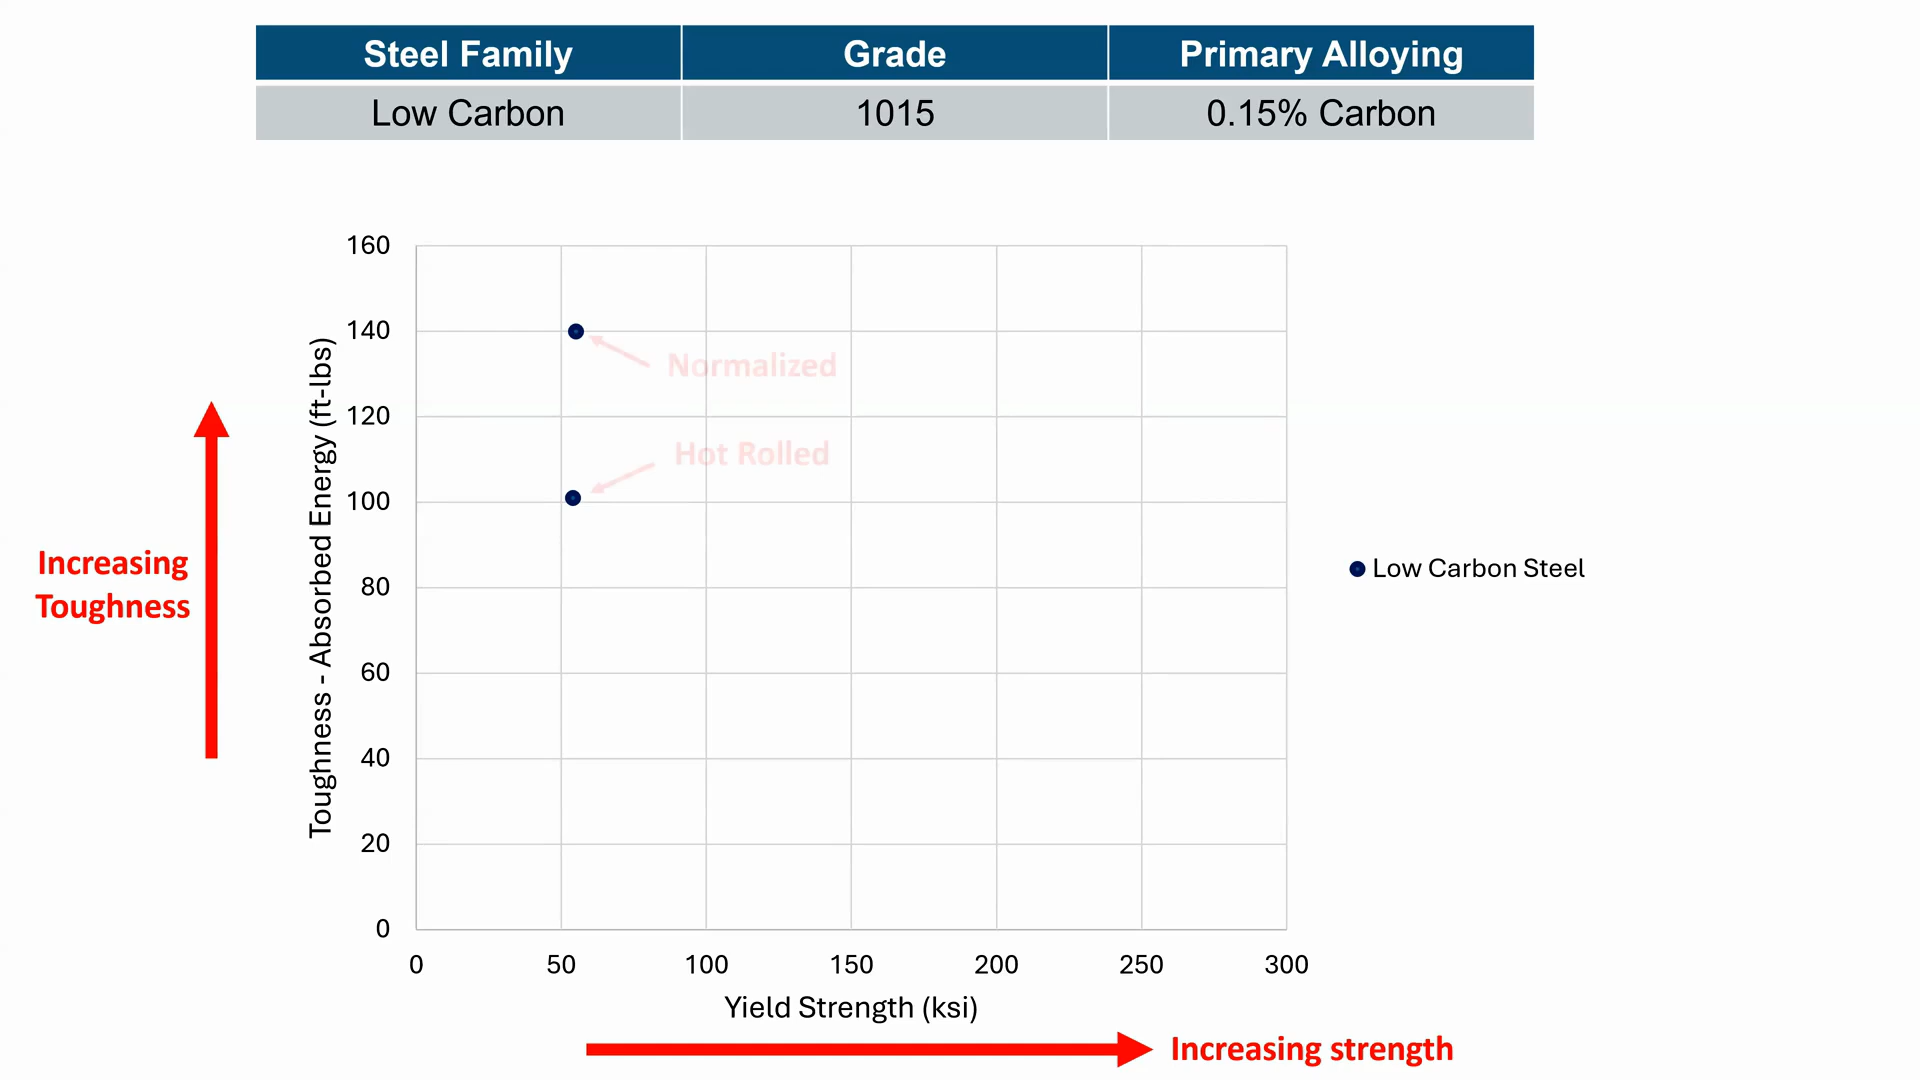 Steel Family Grade Primary Alloying
Low Carbon 1015 0.15% Carbon
160
140
120
100
80
60
40
20
0
Toughness - Absorbed Energy (ft-lbs)
Increasing
Toughness
Normalized
Hot Rolled
Low Carbon Steel
0 50 100 150 200 250 300
Yield Strength (ksi)
Increasing strength